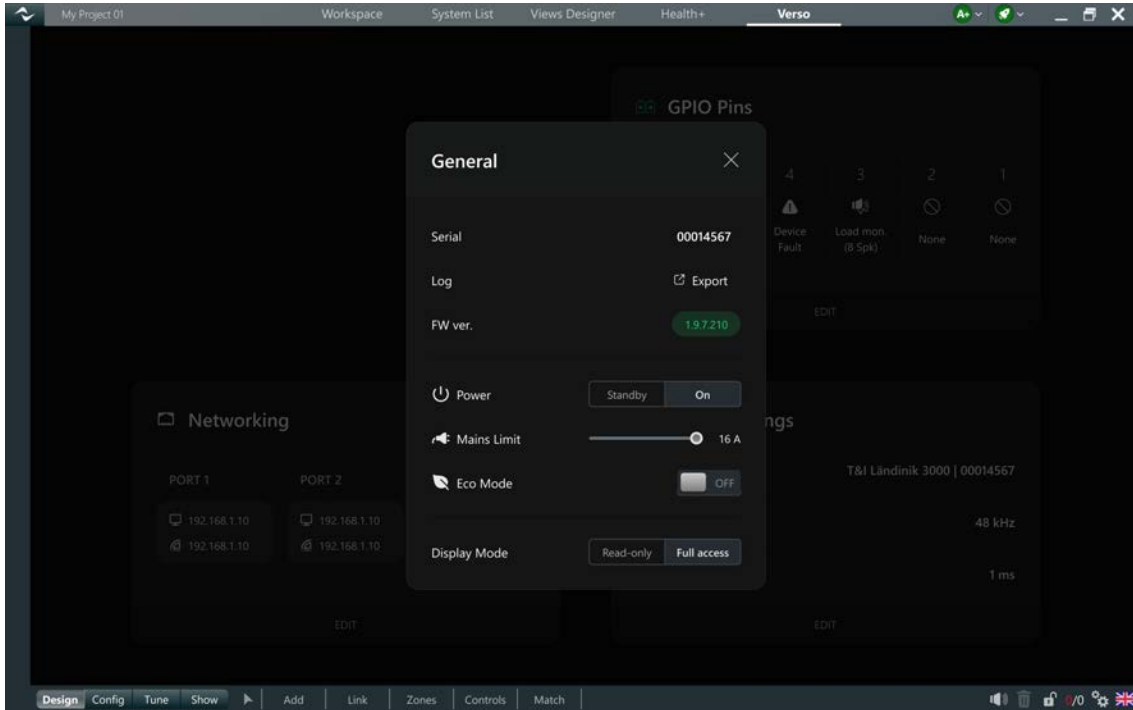 My Project 01 Workspace System List Views Designer Health+ Verso A+
GPIO Pins
4 3 2 1
Device Fault Load mon. (8 Spk) None None
EDIT
General
Serial 00014567
Log Export
FW ver. 1.9.7.210
Power Standby On
Mains Limit 16 A
Eco Mode OFF
Display Mode Read-only Full access
Networking
PORT 1 PORT 2
192.168.1.10 192.168.1.10
192.168.1.10 192.168.1.10
EDIT
ngs
T&I Ländinik 3000 | 00014567
48 kHz
1 ms
EDIT
Design Config Tune Show Add Link Zones Controls Match 0/0